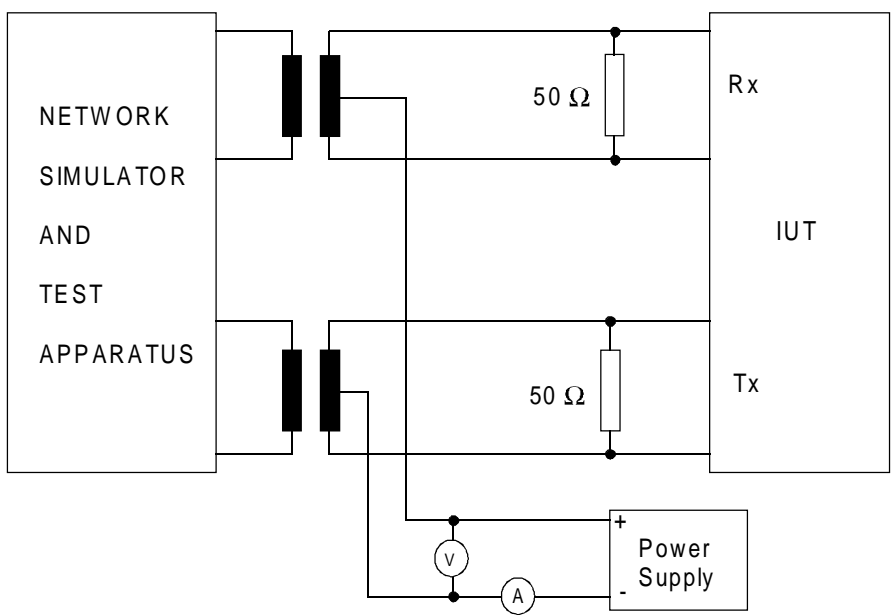 NETWORK
SIMULATOR
AND
TEST
APPARATUS
50 Ω
Rx
IUT
50 Ω
Tx
+
Power
Supply
-
V
A